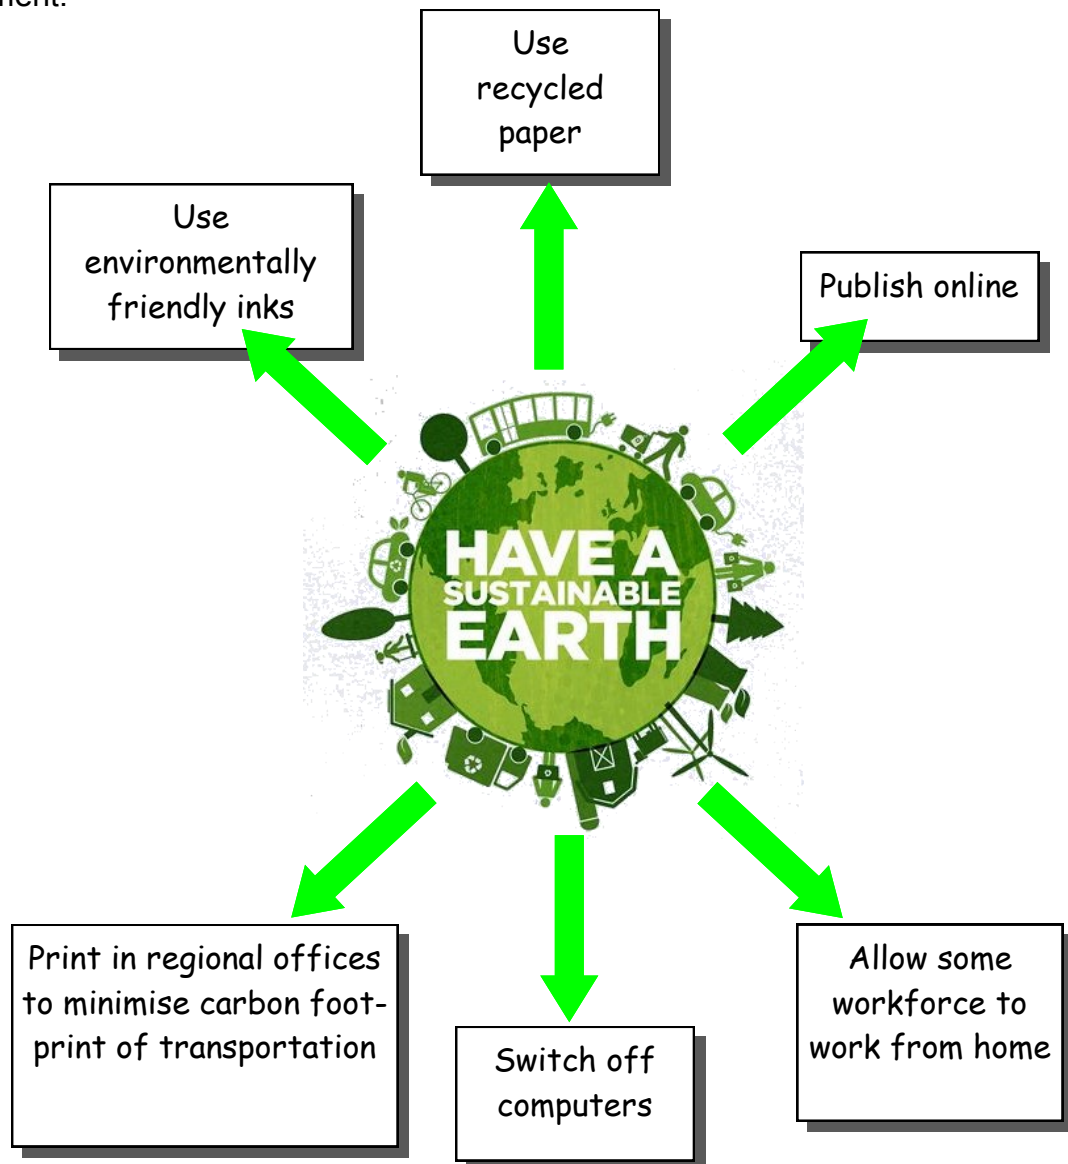 Use
recycled
paper
Use
environmentally
friendly inks
Publish online
HAVE A
SUSTAINABLE
EARTH
Print in regional offices
to minimise carbon foot-
print of transportation
Switch off
computers
Allow some
workforce to
work from home